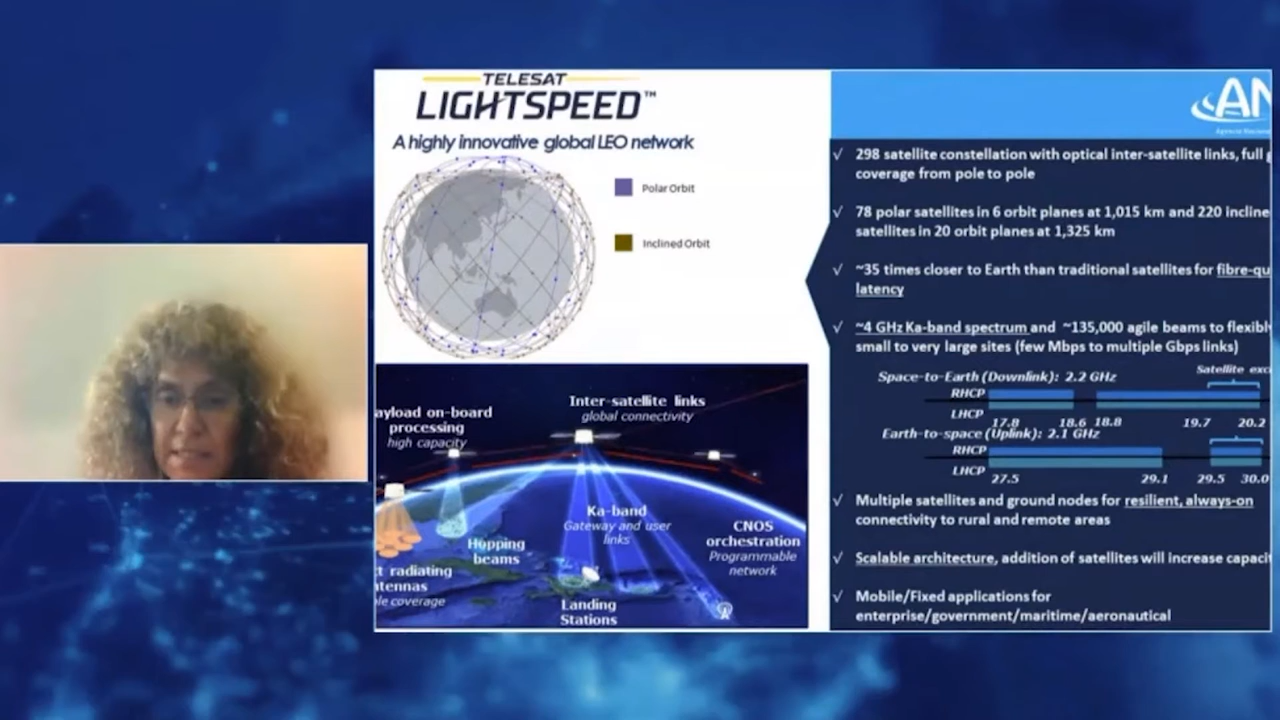 TELESAT
LIGHTSPEED™
A highly innovative global LEO network
Polar Orbit
Inclined Orbit
ayload on-board
processing
high capacity
Inter-satellite links
global connectivity
Ka-band
Gateway and user
links
CNOS
orchestration
Programmable
network
Hopping
beams
t radiating
tennas
le coverage
Landing
Stations
AN
√ 298 satellite constellation with optical inter-satellite links, full g
coverage from pole to pole
√ 78 polar satellites in 6 orbit planes at 1,015 km and 220 incline
satellites in 20 orbit planes at 1,325 km
√ ~35 times closer to Earth than traditional satellites for fibre-qu
latency
√ ~4 GHz Ka-band spectrum and ~135,000 agile beams to flexibly
small to very large sites (few Mbps to multiple Gbps links)
Satellite exc
Space-to-Earth (Downlink): 2.2 GHz
RHCP
LHCP
17.8 18.6 18.8 19.7 20.2
Earth-to-space (Uplink): 2.1 GHz
RHCP
LHCP
27.5 29.1 29.5 30.0
√ Multiple satellites and ground nodes for resilient, always-on
connectivity to rural and remote areas
√ Scalable architecture, addition of satellites will increase capacit
√ Mobile/Fixed applications for
enterprise/government/maritime/aeronautical